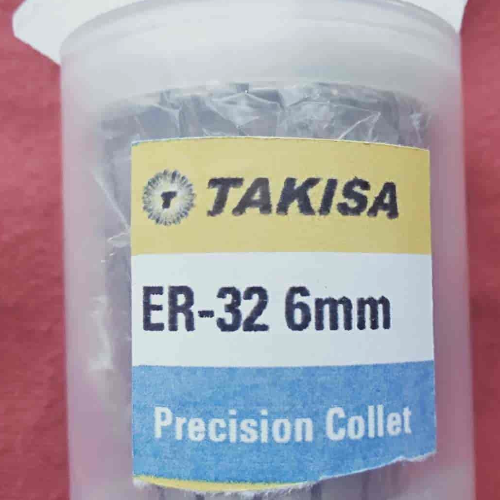 T TAKISA
ER-32 6mm
Precision Collet